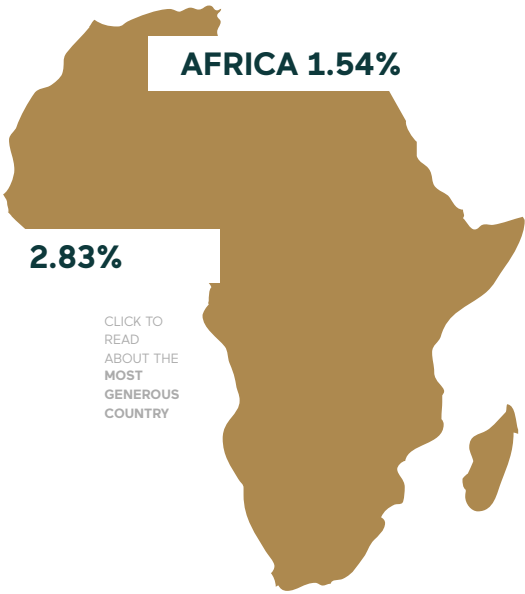 AFRICA 1.54%
2.83%
CLICK TO
READ
ABOUT THE
MOST
GENEROUS
COUNTRY